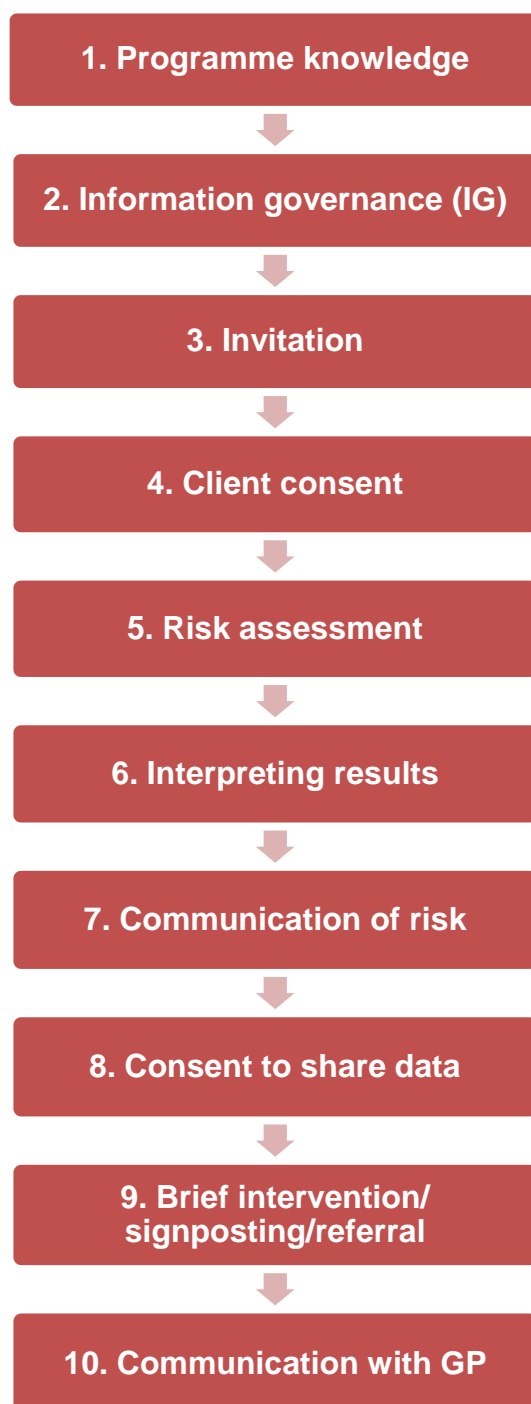 1. Programme knowledge
2. Information governance (IG)
3. Invitation
4. Client consent
5. Risk assessment
6. Interpreting results
7. Communication of risk
8. Consent to share data
9. Brief intervention/
signposting/referral
10. Communication with GP